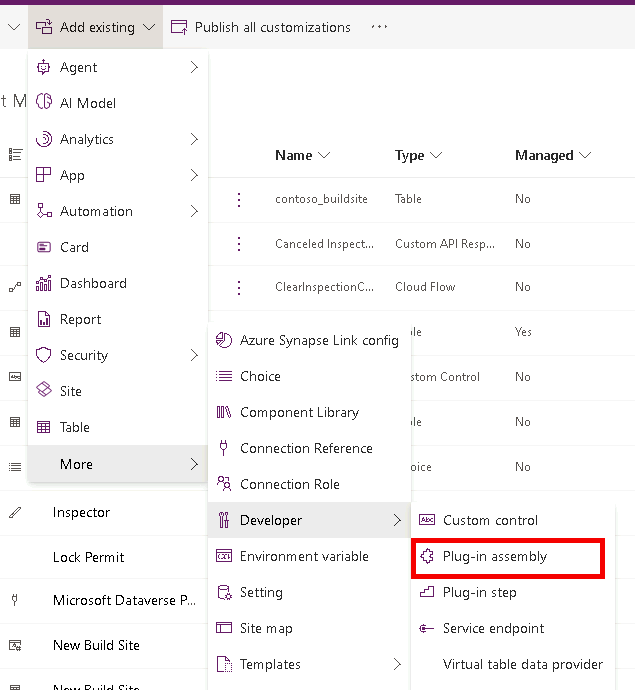 Add existing Publish all customizations ...
Agent
t M
AI Model
Analytics
Name Type Managed
App
contoso_buildsite Table No
Automation
Card
Canceled Inspect... Custom API Resp... No
Dashboard
ClearInspectionC... Cloud Flow No
Report
ble Yes
Azure Synapse Link config
Security
Choice
stom Control No
Site
Component Library
ble No
Table
Connection Reference
More
oice No
Connection Role
Inspector
Developer
Custom control
Lock Permit
Environment variable
Plug-in assembly
Microsoft Dataverse P...
Setting
Plug-in step
Site map
Service endpoint
New Build Site
Templates
Virtual table data provider
New Build Site